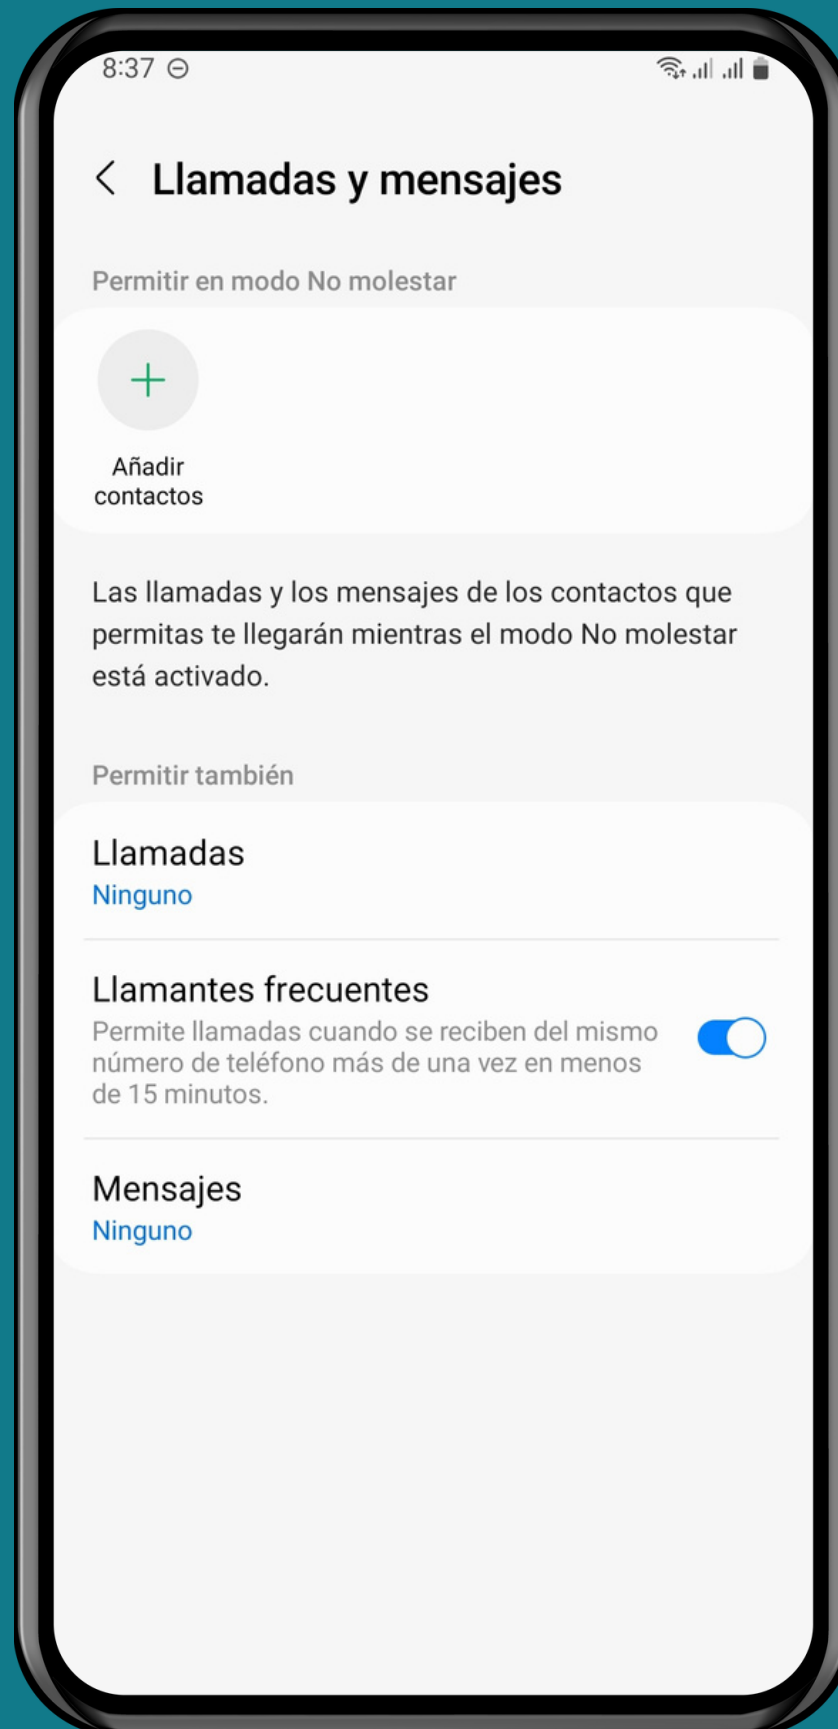 8:37
Llamadas y mensajes
Permitir en modo No molestar
Añadir
contactos
Las llamadas y los mensajes de los contactos que
permitas te llegarán mientras el modo No molestar
está activado.
Permitir también
Llamadas
Ninguno
Llamantes frecuentes
Permite llamadas cuando se reciben del mismo
número de teléfono más de una vez en menos
de 15 minutos.
Mensajes
Ninguno